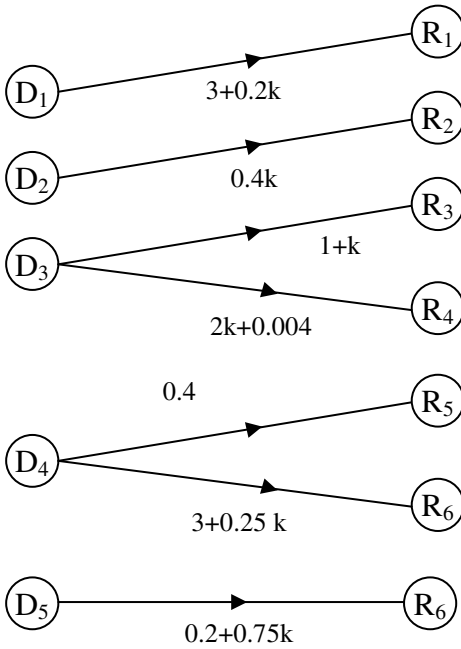 R₁
D₁
3+0.2k
R₂
D₂
0.4k
R₃
D₃
1+k
R₄
2k+0.004
0.4
R₅
D₄
R₆
3+0.25 k
D₅
R₆
0.2+0.75k